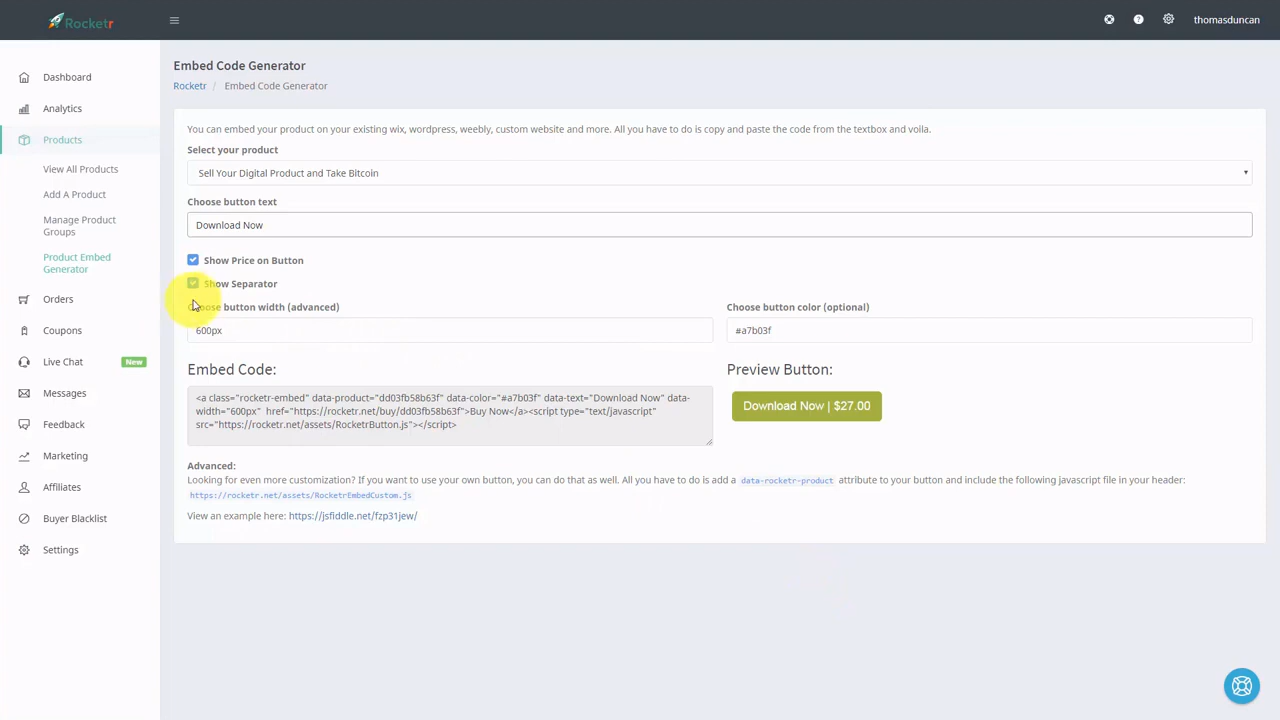 Rocketr
thomasduncan
Dashboard
Analytics
Products
View All Products
Add A Product
Manage Product
Groups
Product Embed
Generator
Orders
Coupons
Live Chat New
Messages
Feedback
Marketing
Affiliates
Buyer Blacklist
Settings
Embed Code Generator
Rocketr / Embed Code Generator
You can embed your product on your existing wix, wordpress, weebly, custom website and more. All you have to do is copy and paste the code from the textbox and voila.
Select your product
Sell Your Digital Product and Take Bitcoin
Choose button text
Download Now
Show Price on Button
Show Separator
Choose button width (advanced)
600px
Choose button color (optional)
#a7b03f
Embed Code:
<a class="rocketr-embed" data-product="dd03fb58b63f" data-color="#a7b03f" data-text="Download Now" data-
width="600px"  href="https://rocketr.net/buy/dd03fb58b63f">Buy Now</a><script type="text/javascript"
src="https://rocketr.net/assets/RocketrButton.js"></script>
Preview Button:
Download Now | $27.00
Advanced:
Looking for even more customization? If you want to use your own button, you can do that as well. All you have to do is add a data-rocketr-product attribute to your button and include the following javascript file in your header:
https://rocketr.net/assets/RocketrEmbedCustom.js
View an example here: https://jsfiddle.net/fzp31jew/